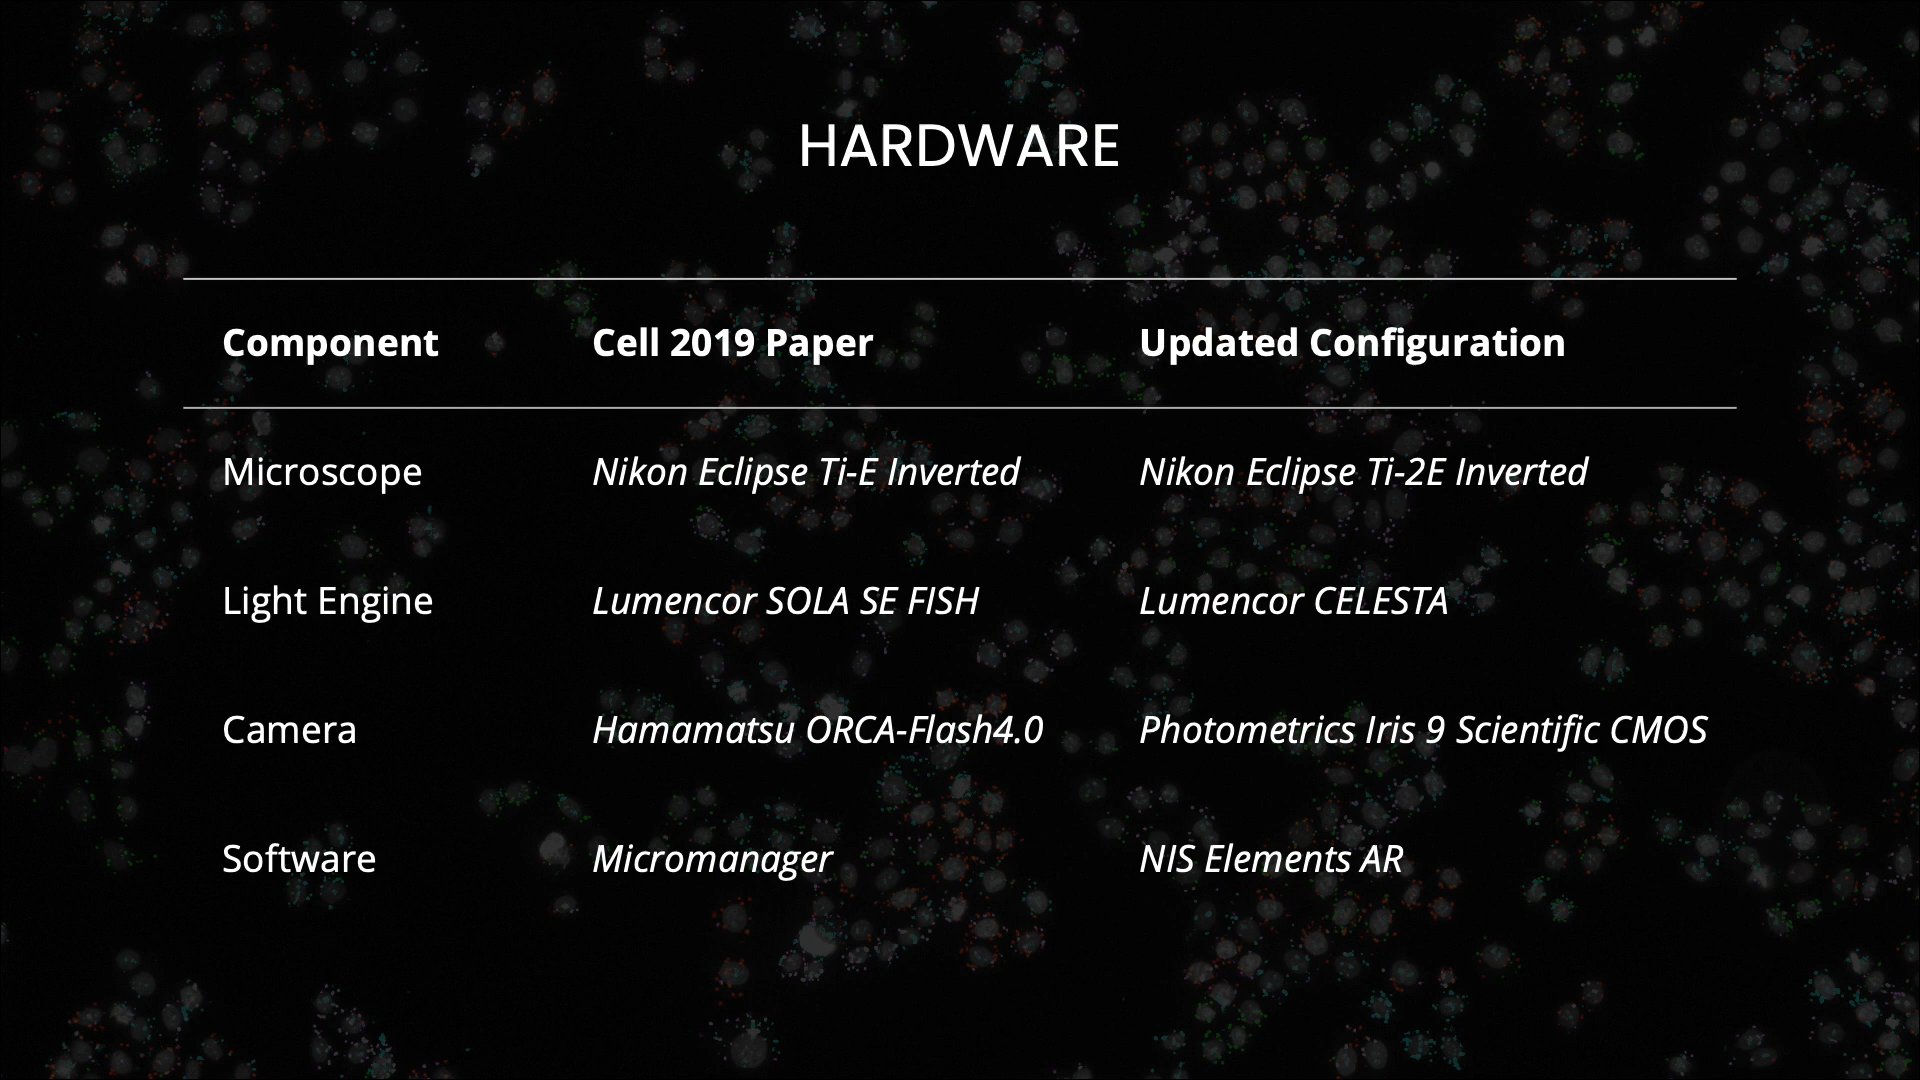 HARDWARE
Component Cell 2019 Paper Updated Configuration
Microscope Nikon Eclipse Ti-E Inverted Nikon Eclipse Ti-2E Inverted
Light Engine Lumencor SOLA SE FISH Lumencor CELESTA
Camera Hamamatsu ORCA-Flash4.0 Photometrics Iris 9 Scientific CMOS
Software Micromanager NIS Elements AR